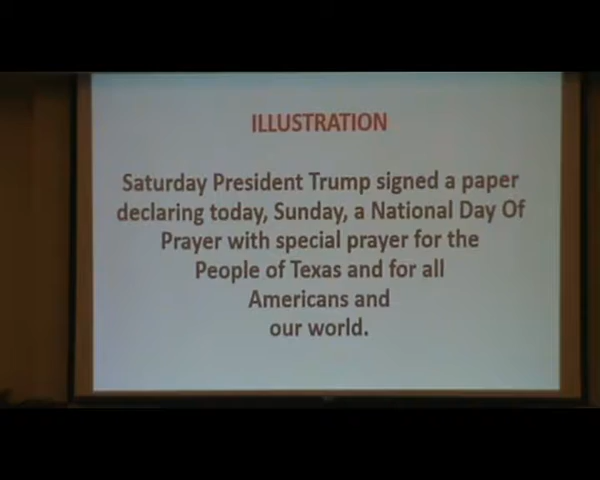 ILLUSTRATION
Saturday President Trump signed a paper
declaring today, Sunday, a National Day Of
Prayer with special prayer for the
People of Texas and for all
Americans and
our world.